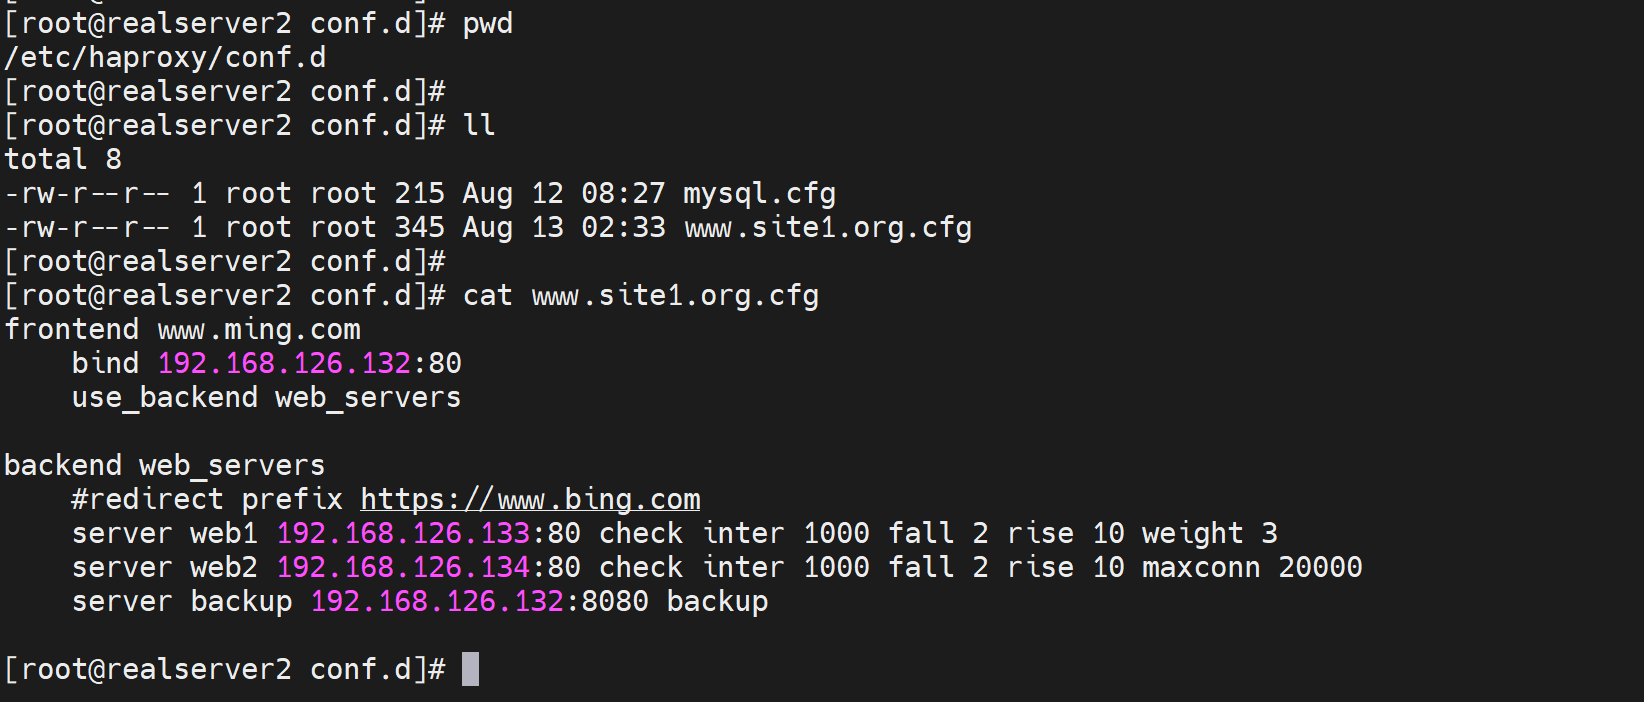 [root@realserver2 conf.d]# pwd
/etc/haproxy/conf.d
[root@realserver2 conf.d]#
[root@realserver2 conf.d]# ll
total 8
-rw-r--r-- 1 root root 215 Aug 12 08:27 mysql.cfg
-rw-r--r-- 1 root root 345 Aug 13 02:33 www.site1.org.cfg
[root@realserver2 conf.d]#
[root@realserver2 conf.d]# cat www.site1.org.cfg
frontend www.ming.com
    bind 192.168.126.132:80
    use_backend web_servers

backend web_servers
    #redirect prefix https://www.bing.com
    server web1 192.168.126.133:80 check inter 1000 fall 2 rise 10 weight 3
    server web2 192.168.126.134:80 check inter 1000 fall 2 rise 10 maxconn 20000
    server backup 192.168.126.132:8080 backup

[root@realserver2 conf.d]#